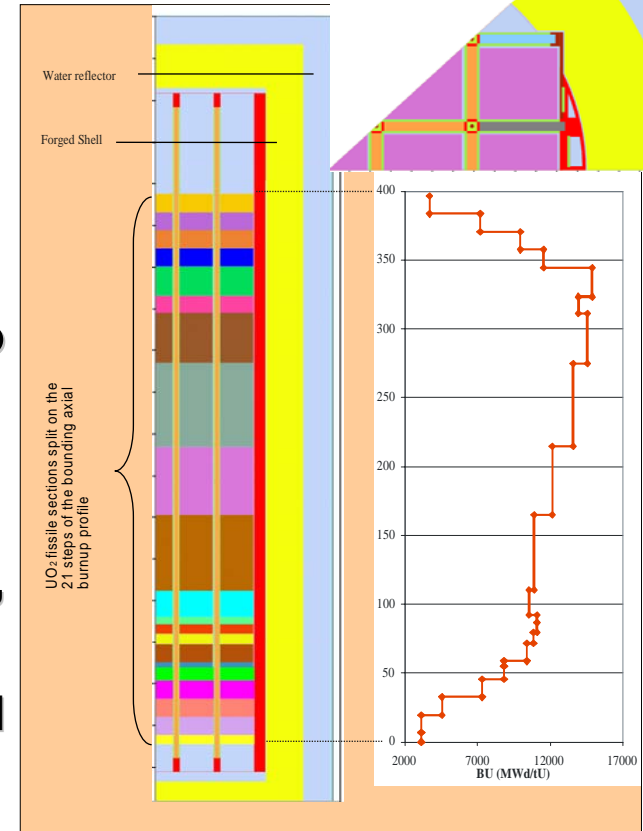 Water reflector
Forged Shell
UO2 fissile sections split on the
21 steps of the bounding axial
burnup profile
400
350
300
250
200
150
100
50
0
2000
7000
12000
17000
BU (MWd/tU)